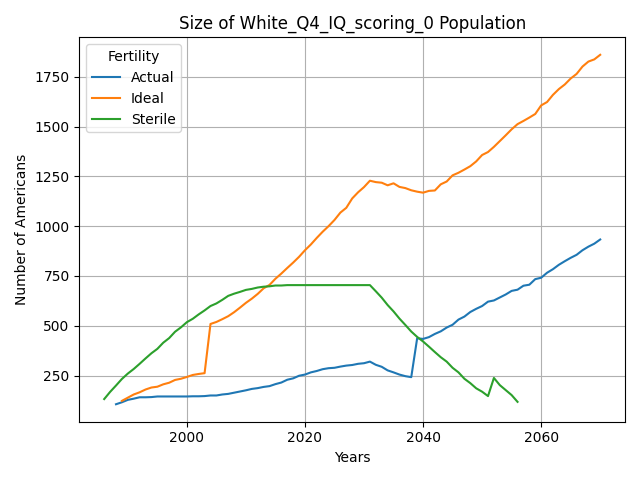 Size of White_Q4_IQ_scoring_0 Population
Fertility
Actual
Ideal
Sterile
Number of Americans
1750
1500
1250
1000
750
500
250
2000
2020
2040
2060
Years